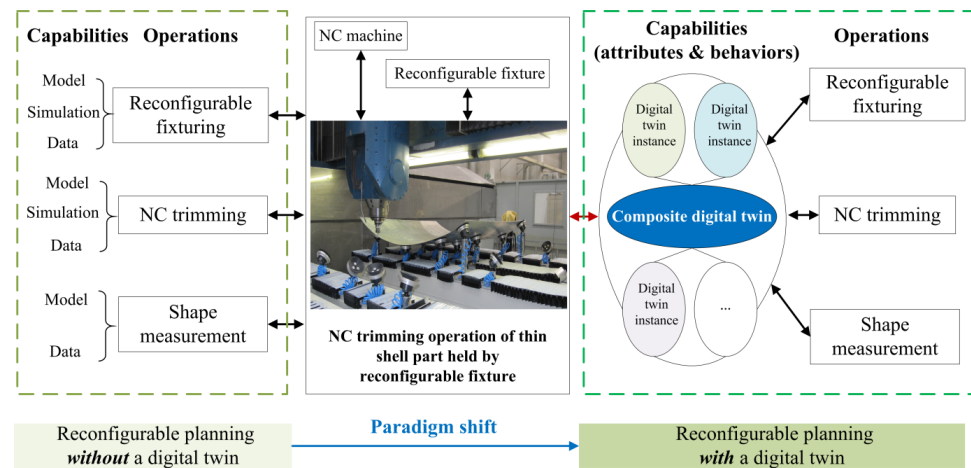 Capabilities Operations
Model
Simulation
Data
Reconfigurable
fixturing
Model
Simulation
Data
NC trimming
Model
Data
Shape
measurement
NC machine
Reconfigurable fixture
NC trimming operation of thin
shell part held by
reconfigurable fixture
Capabilities
(attributes & behaviors)
Operations
Digital
twin
instance
Digital
twin
instance
Composite digital twin
Digital
twin
instance
...
Reconfigurable
fixturing
NC trimming
Shape
measurement
Reconfigurable planning
without a digital twin
Paradigm shift
Reconfigurable planning
with a digital twin